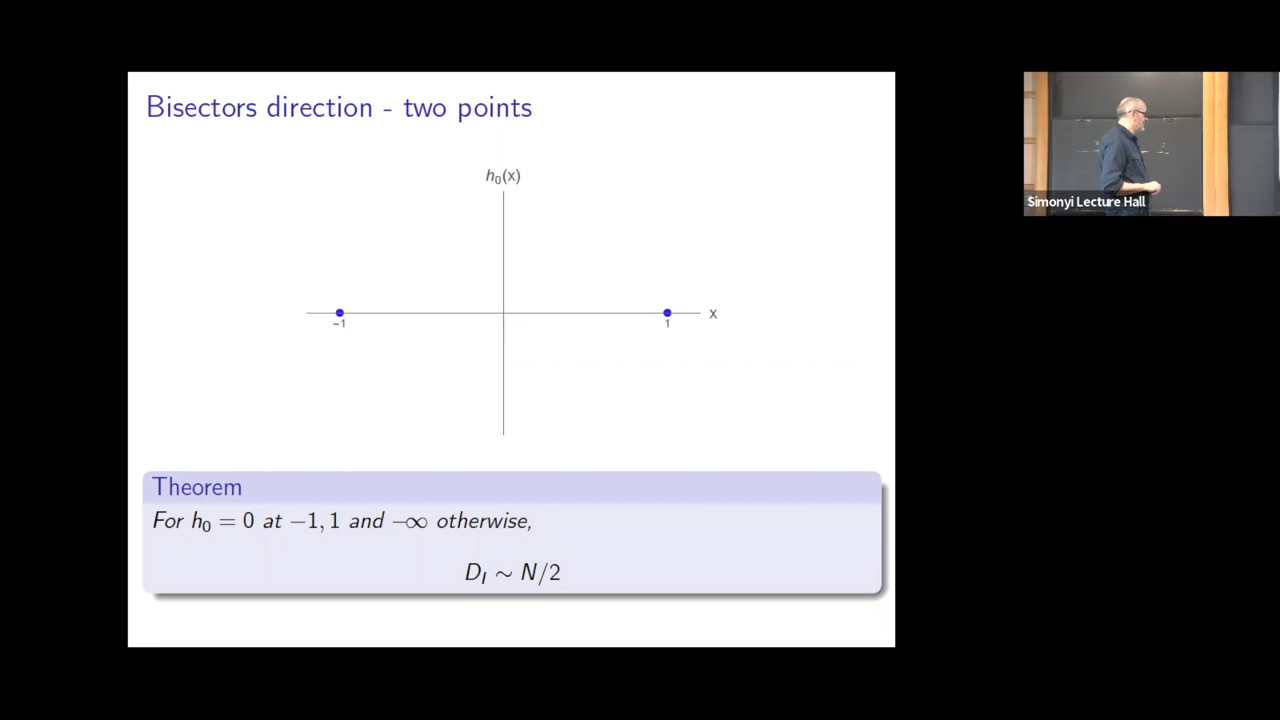 Bisectors direction - two points
h₀(x)
x
−1
1
Theorem
For h₀ = 0 at −1, 1 and −∞ otherwise,
D_I ∼ N/2
Simonyi Lecture Hall